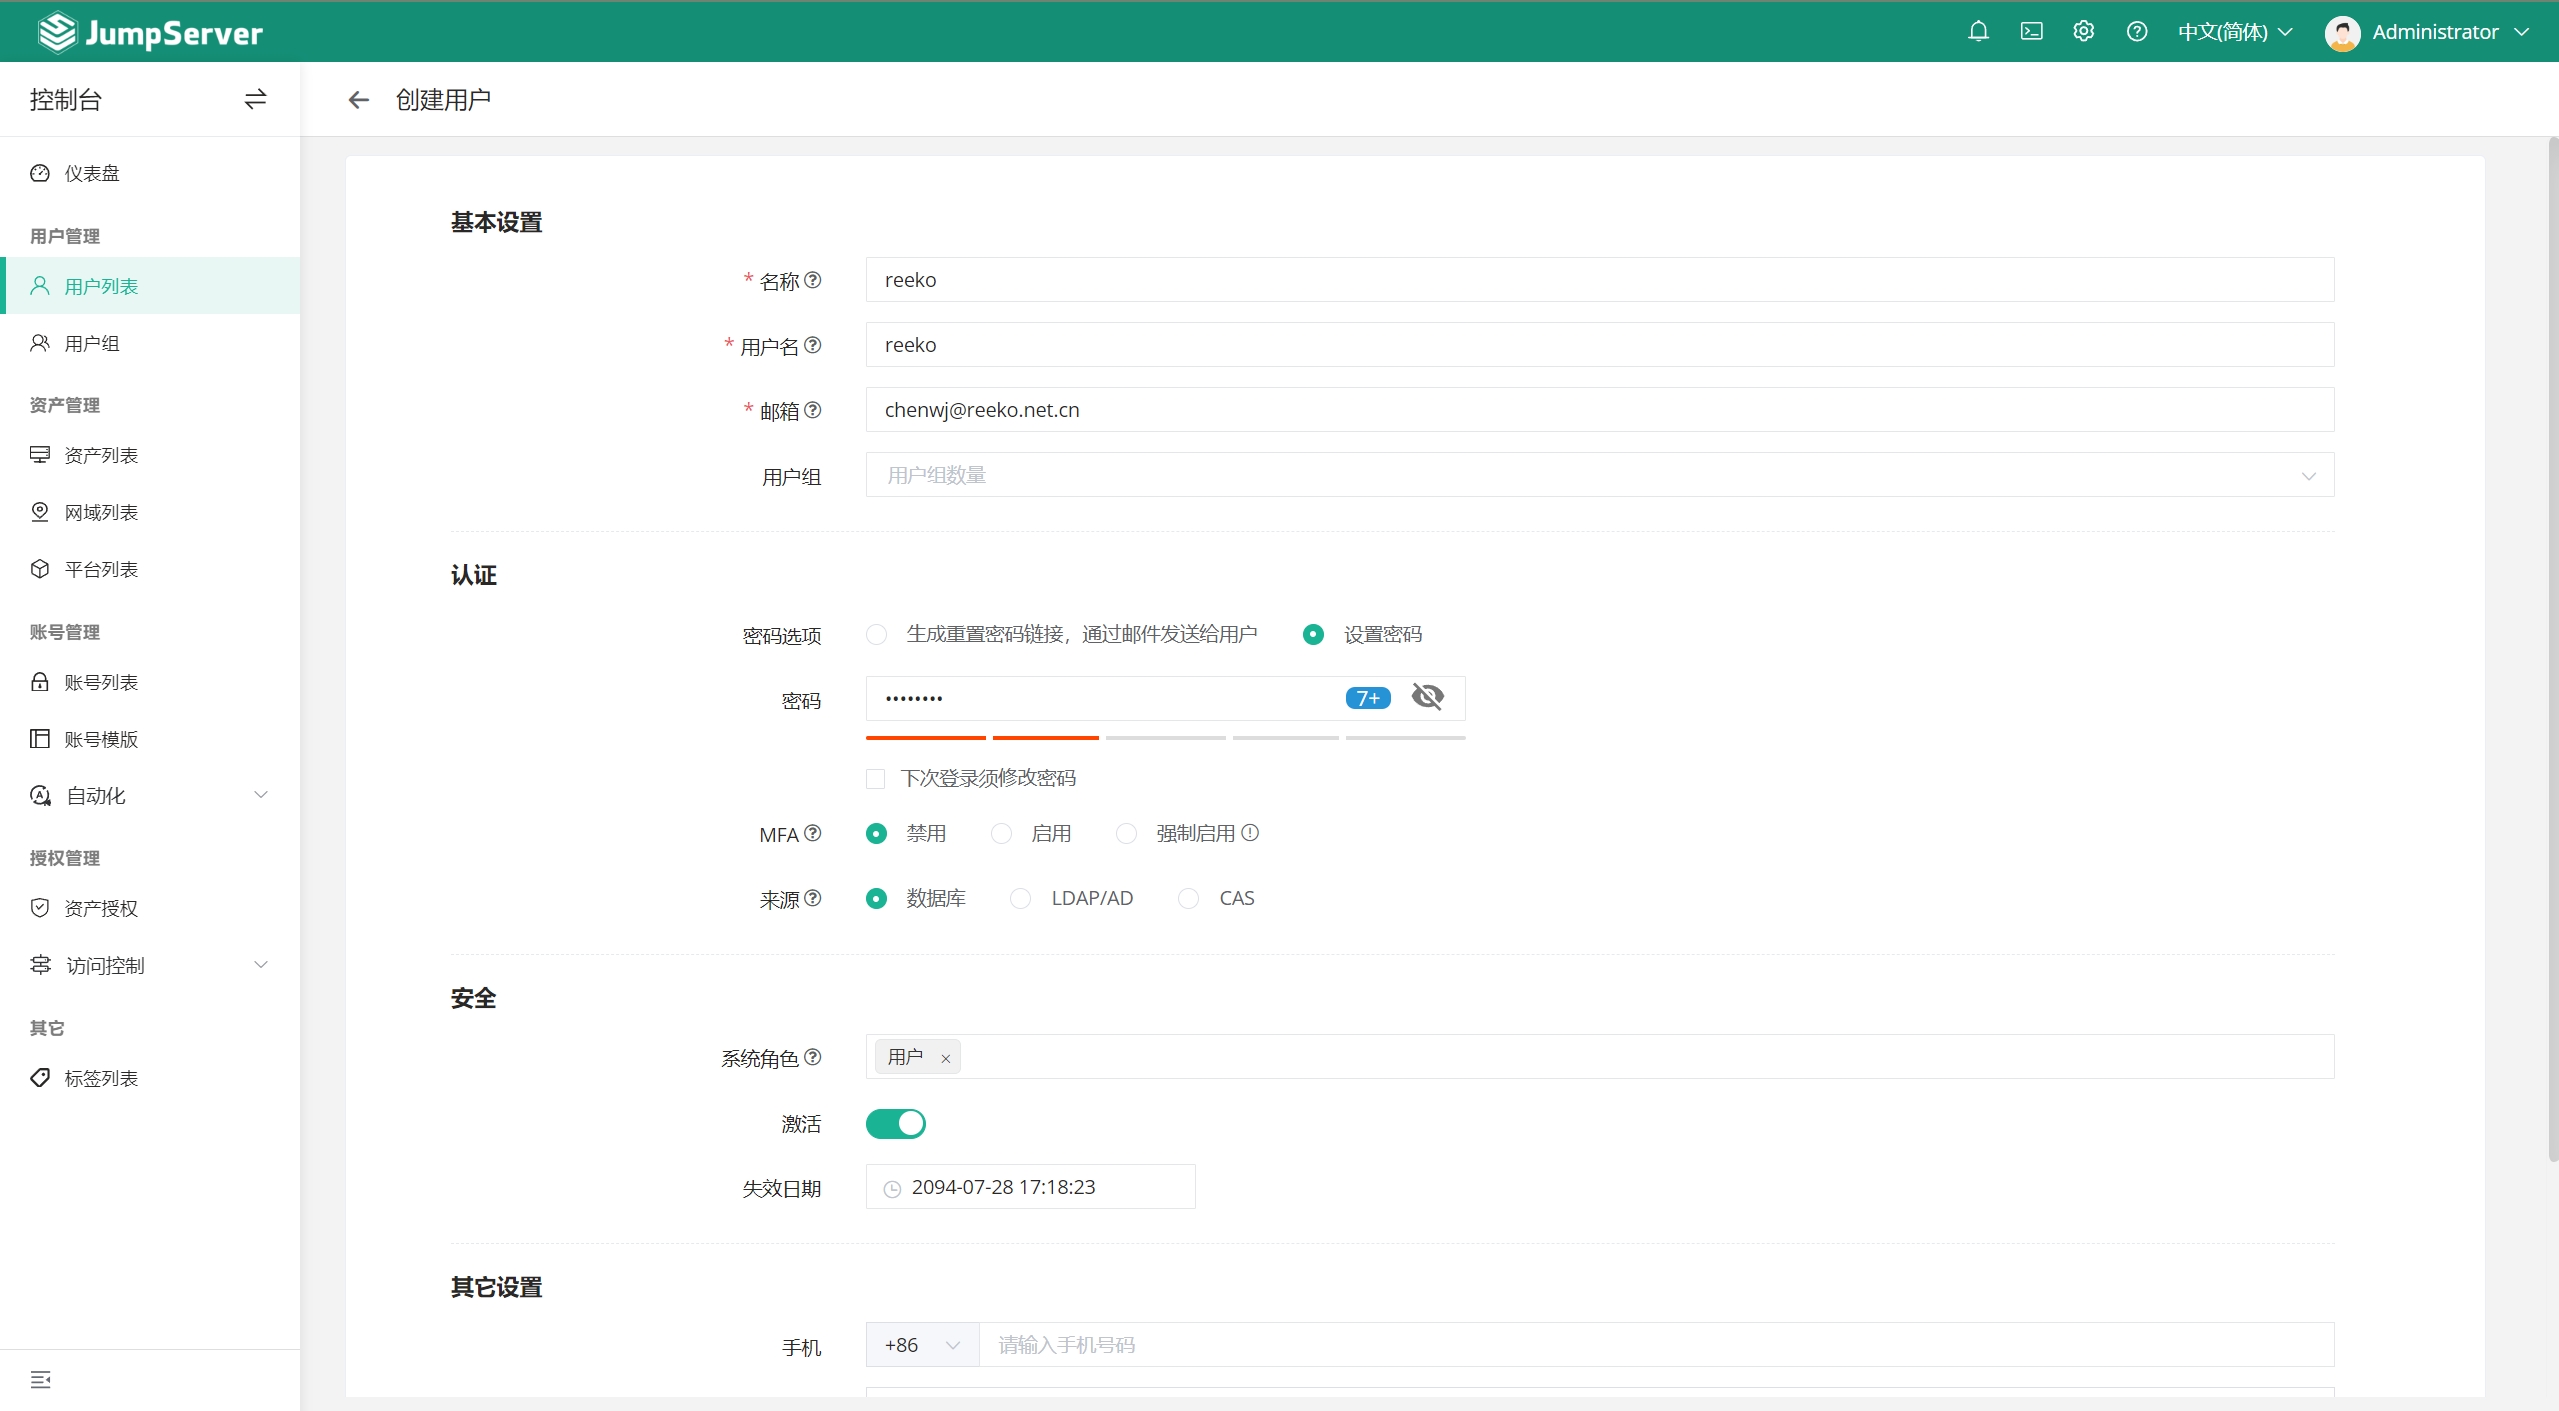 JumpServer
中文(简体)
Administrator
控制台
创建用户
仪表盘
用户管理
用户列表
用户组
资产管理
资产列表
网域列表
平台列表
账号管理
账号列表
账号模版
自动化
授权管理
资产授权
访问控制
其它
标签列表
基本设置
* 名称 reeko
* 用户名 reeko
* 邮箱 chenwj@reeko.net.cn
用户组 用户组数量
认证
密码选项 生成重置密码链接，通过邮件发送给用户 设置密码
密码 •••••••• 7+
下次登录须修改密码
MFA 禁用 启用 强制启用
来源 数据库 LDAP/AD CAS
安全
系统角色 用户 ×
激活
失效日期 2094-07-28 17:18:23
其它设置
手机 +86 请输入手机号码